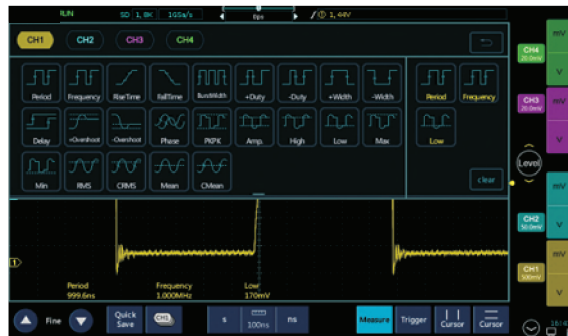 RUN SD 1.8K 1GSa/s 0ps 1.44V
CH1 CH2 CH3 CH4
Period Frequency RiseTime FallTime BurstWidth +Duty -Duty +Width -Width
Delay +Overshoot -Overshoot Phase PKPK Amp. High Low Max
Min RMS CRMS Mean CMean
Period Frequency
Low
clear
mV
CH4
20.0mV
V
mV
CH3
20.0mV
V
Level
mV
CH2
50.0mV
V
mV
CH1
500mV
V
1
Period Frequency Low
999.6ns 1.000MHz 170mV
Fine Quick Save CH1 s 100ns ns Measure Trigger Cursor Cursor